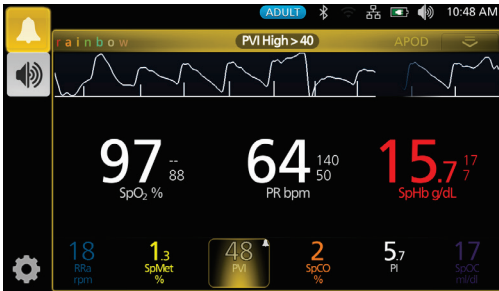 ADULT 10:48 AM
rainbow PVI High > 40 APOD
97 -- 88 64 140 50 15.7 17 7
SpO₂ % PR bpm SpHb g/dL
18 1.3 48 2 5.7 17
RRa SpMet PVI SpCO PI SpOC
rpm % % ml/dl